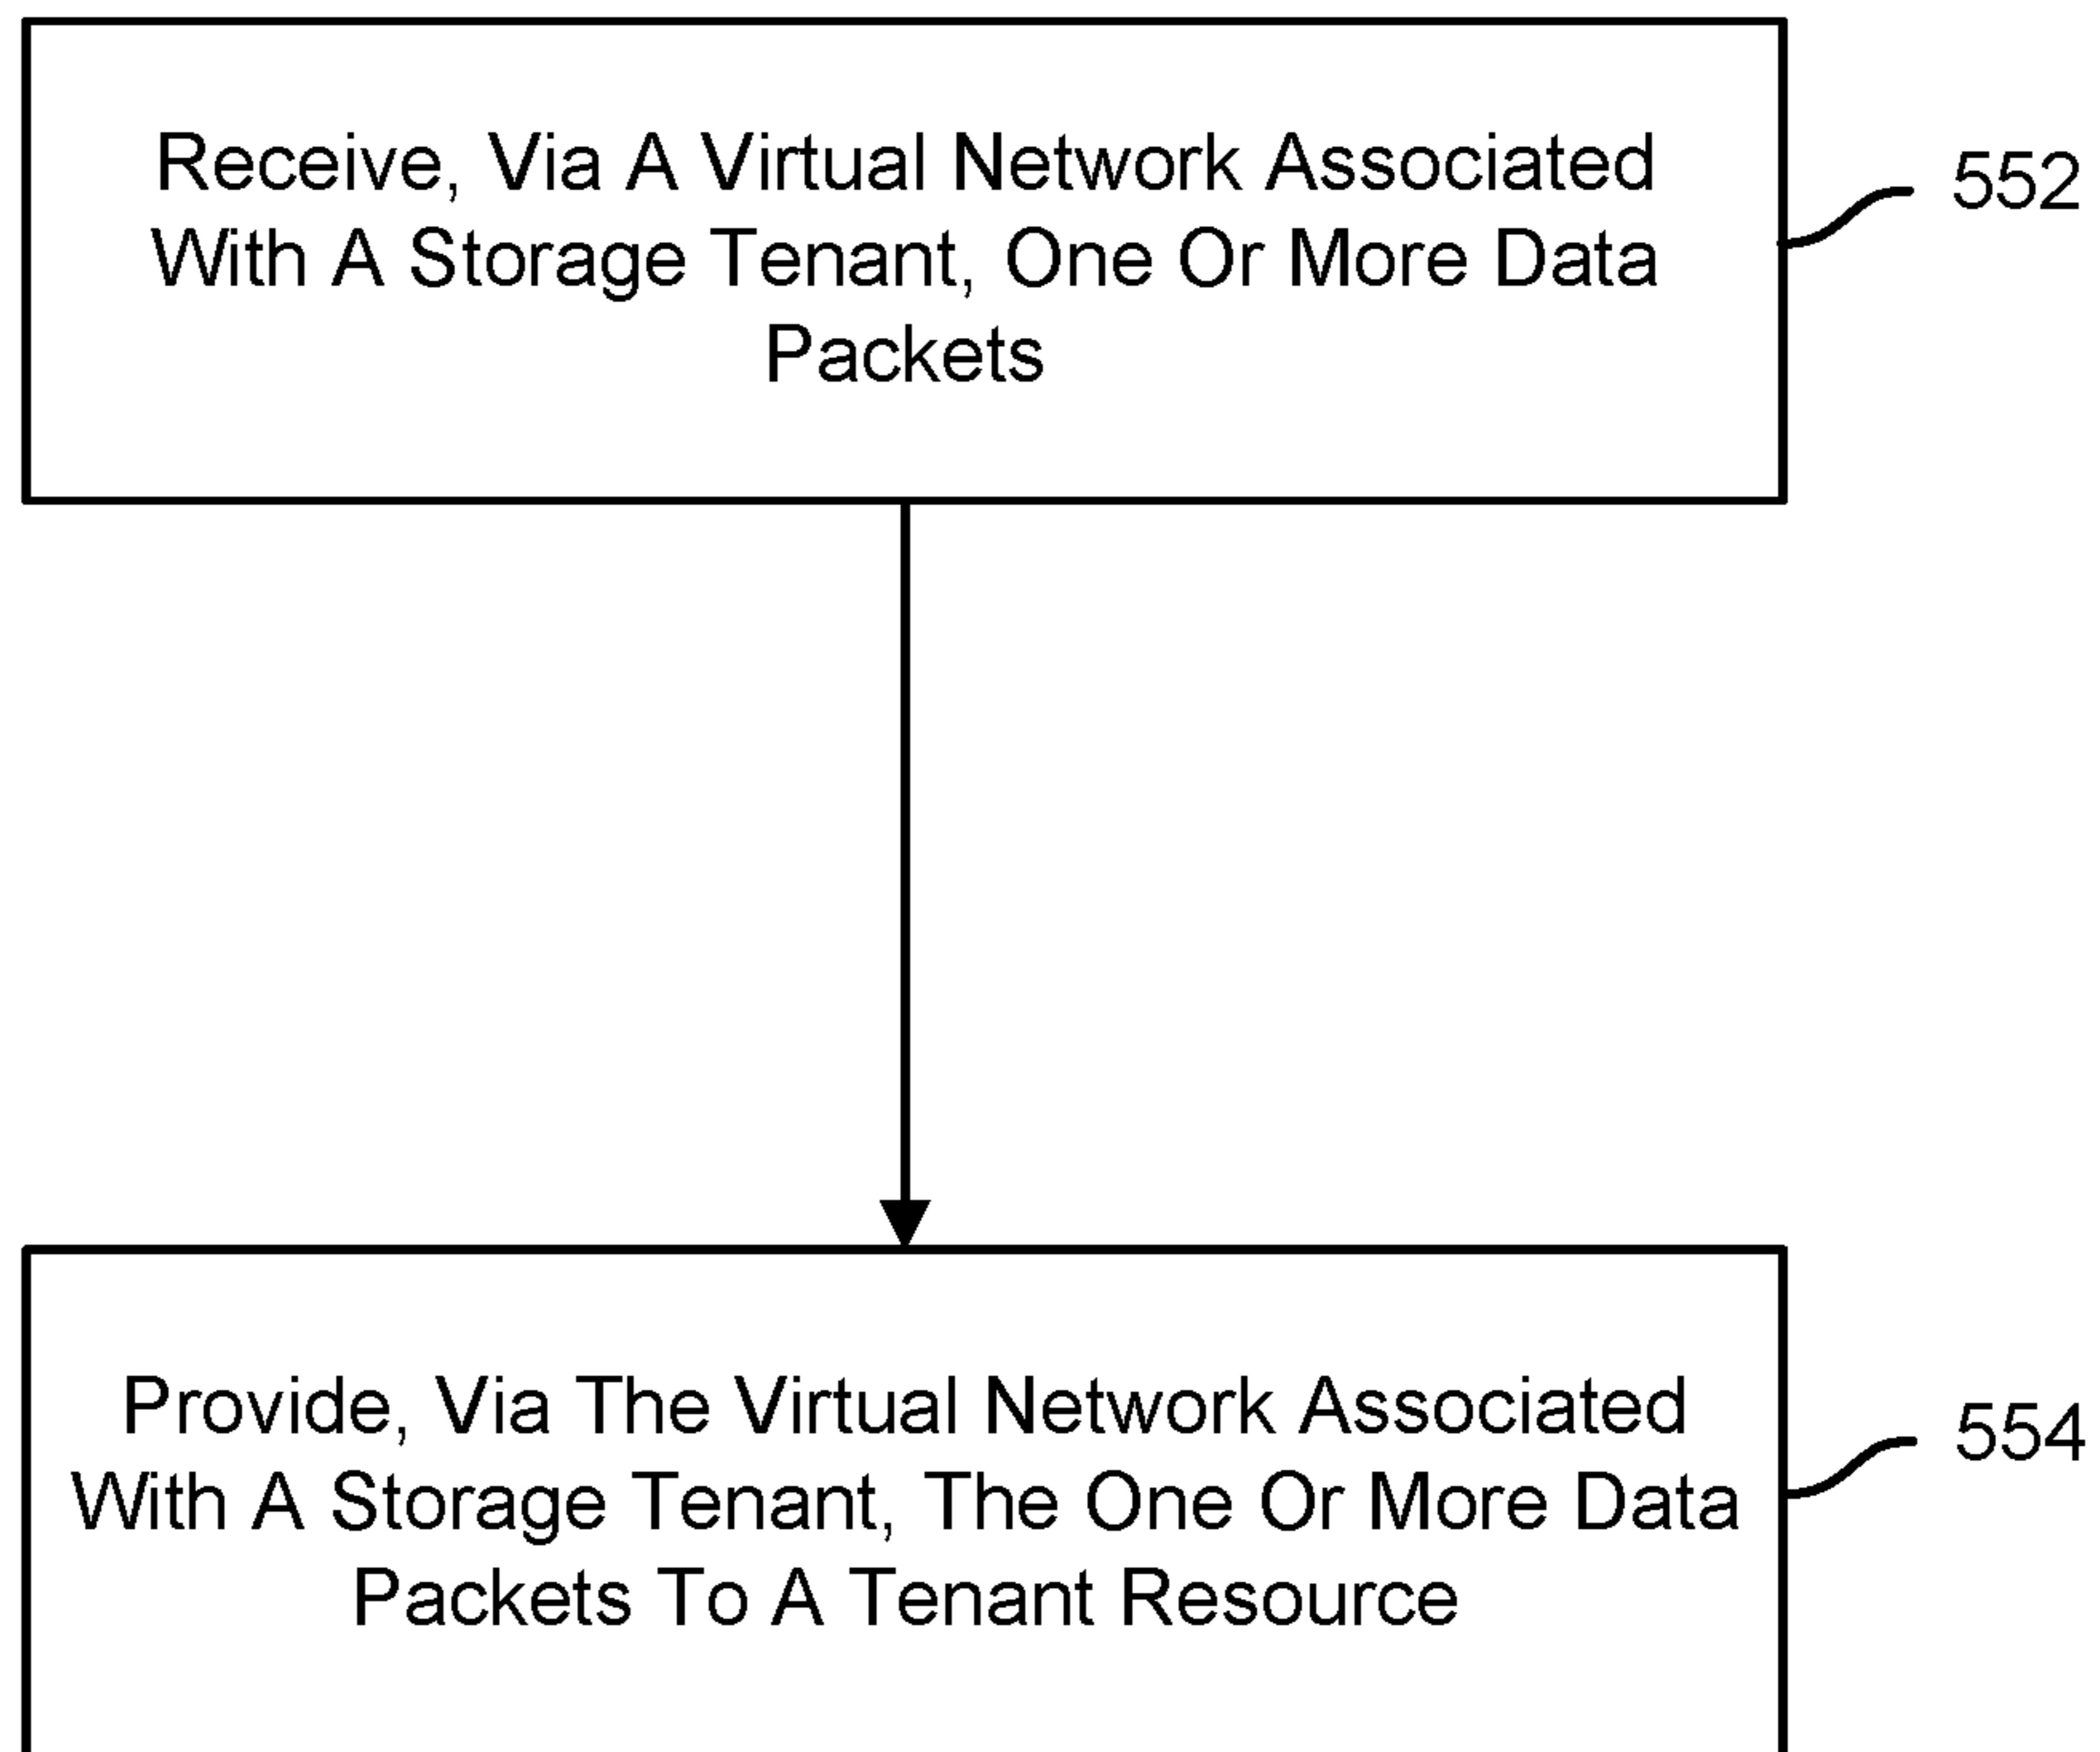 Receive, Via A Virtual Network Associated
With A Storage Tenant, One Or More Data
Packets
552
Provide, Via The Virtual Network Associated
With A Storage Tenant, The One Or More Data
Packets To A Tenant Resource
554